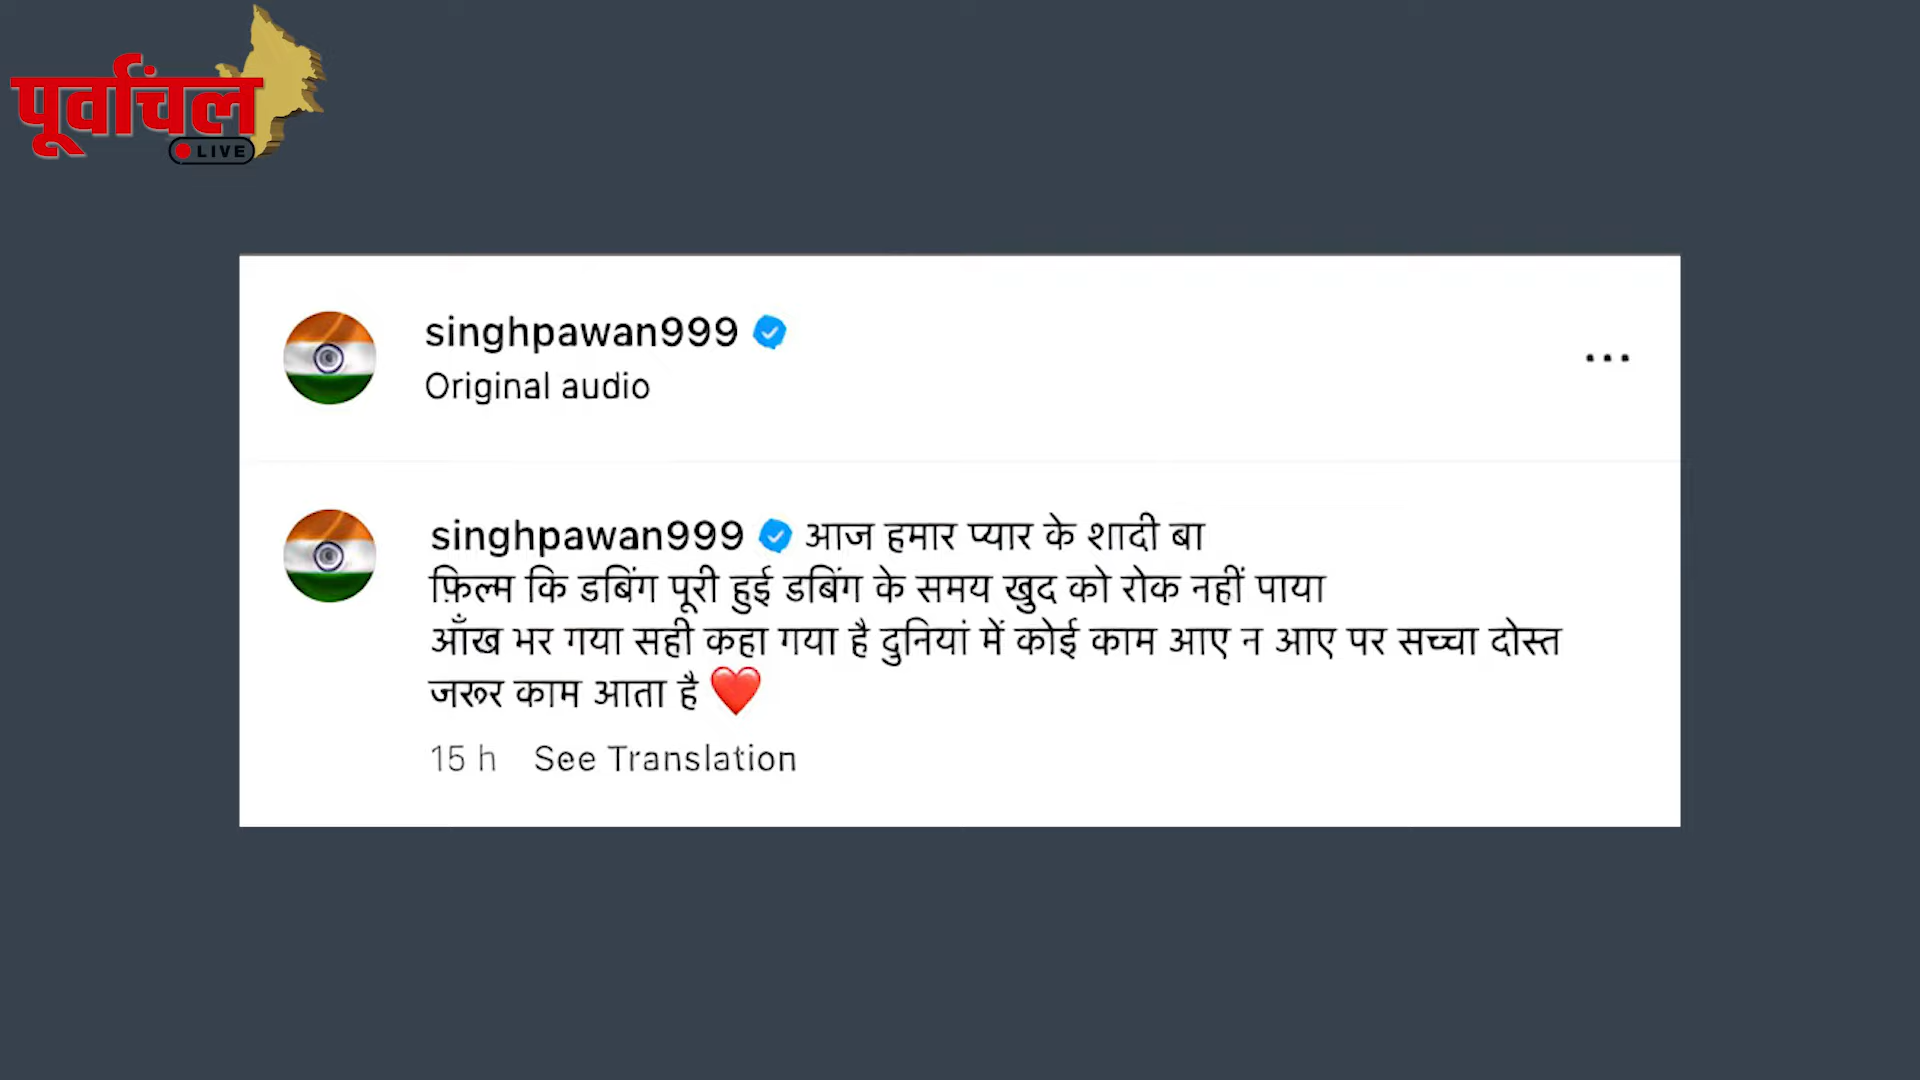 पूर्वांचल
LIVE
singhpawan999
Original audio
singhpawan999 आज हमार प्यार के शादी बा
फ़िल्म कि डबिंग पूरी हुई डबिंग के समय खुद को रोक नहीं पाया
आँख भर गया सही कहा गया है दुनियां में कोई काम आए न आए पर सच्चा दोस्त
जरूर काम आता है ❤️
15 h See Translation